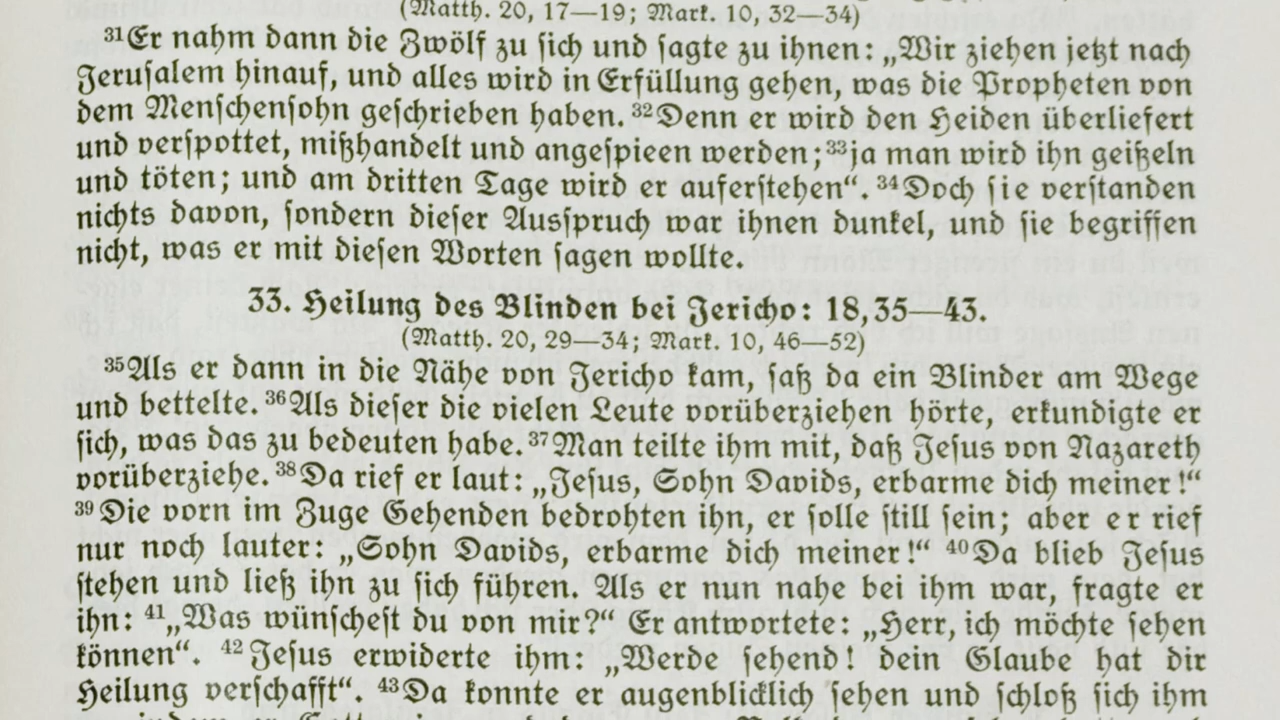 (Matth. 20, 17—19; Mark. 10, 32—34)
³¹Er nahm dann die Zwölf zu sich und sagte zu ihnen: „Wir ziehen jetzt nach
Jerusalem hinauf, und alles wird in Erfüllung gehen, was die Propheten von
dem Menschensohn geschrieben haben. ³²Denn er wird den Heiden überliefert
und verspottet, mißhandelt und angespieen werden; ³³ja man wird ihn geißeln
und töten; und am dritten Tage wird er auferstehen“. ³⁴Doch sie verstanden
nichts davon, sondern dieser Ausspruch war ihnen dunkel, und sie begriffen
nicht, was er mit diesen Worten sagen wollte.
33. Heilung des Blinden bei Jericho: 18,35—43.
(Matth. 20, 29—34; Mark. 10, 46—52)
³⁵Als er dann in die Nähe von Jericho kam, saß da ein Blinder am Wege
und bettelte. ³⁶Als dieser die vielen Leute vorüberziehen hörte, erkundigte er
sich, was das zu bedeuten habe. ³⁷Man teilte ihm mit, daß Jesus von Nazareth
vorüberziehe. ³⁸Da rief er laut: „Jesus, Sohn Davids, erbarme dich meiner!“
³⁹Die vorn im Zuge Gehenden bedrohten ihn, er solle still sein; aber er rief
nur noch lauter: „Sohn Davids, erbarme dich meiner!“ ⁴⁰Da blieb Jesus
stehen und ließ ihn zu sich führen. Als er nun nahe bei ihm war, fragte er
ihn: ⁴¹„Was wünschest du von mir?“ Er antwortete: „Herr, ich möchte sehen
können“. ⁴²Jesus erwiderte ihm: „Werde sehend! dein Glaube hat dir
Heilung verschafft“. ⁴³Da konnte er augenblicklich sehen und schloß sich ihm